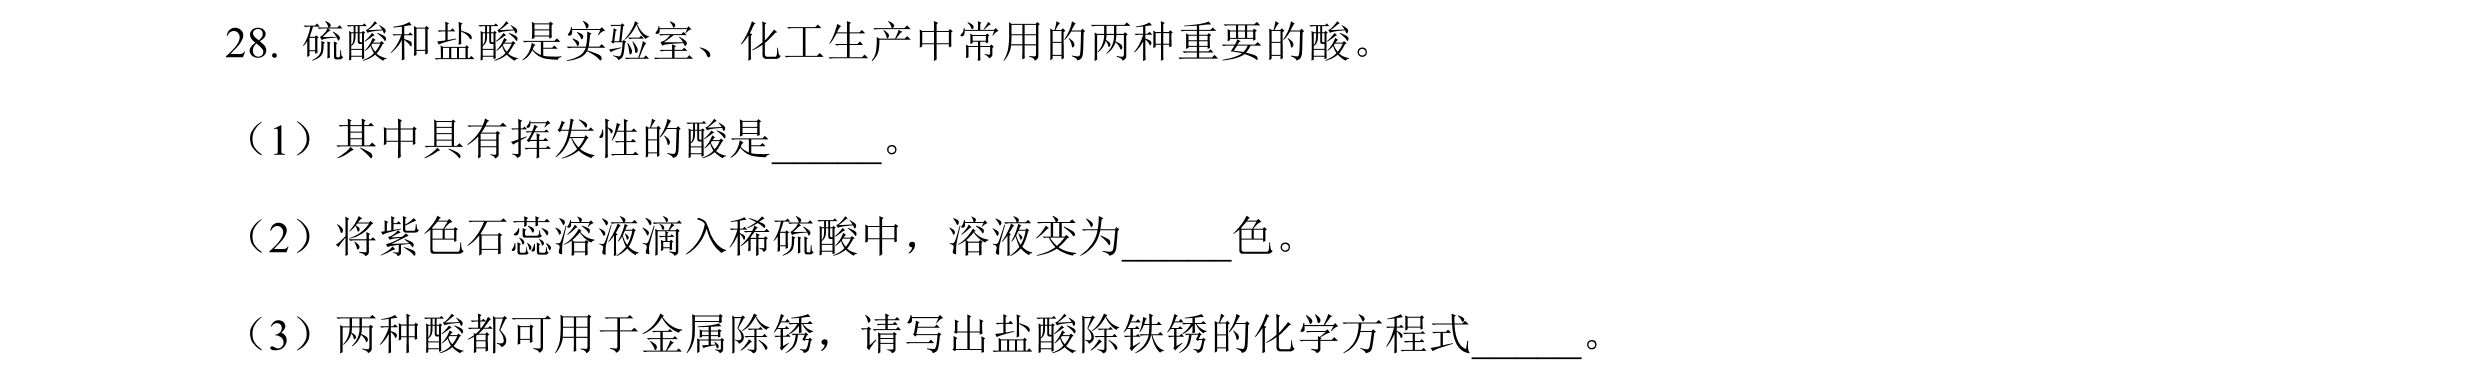 28. 硫酸和盐酸是实验室、化工生产中常用的两种重要的酸。
（1）其中具有挥发性的酸是_____。
（2）将紫色石蕊溶液滴入稀硫酸中，溶液变为_____色。
（3）两种酸都可用于金属除锈，请写出盐酸除铁锈的化学方程式_____。